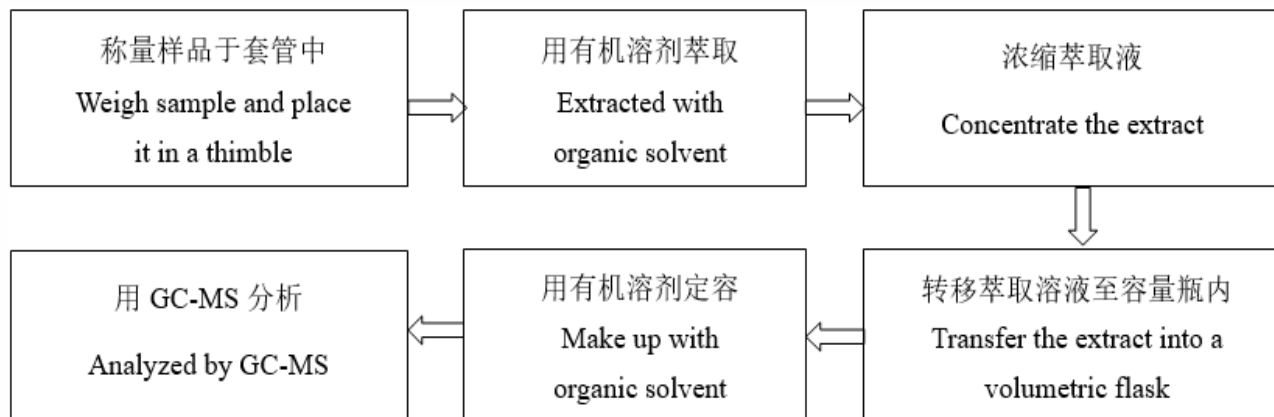 称量样品于套管中
Weigh sample and place
it in a thimble
用有机溶剂萃取
Extracted with
organic solvent
浓缩萃取液
Concentrate the extract
转移萃取溶液至容量瓶内
Transfer the extract into a
volumetric flask
用有机溶剂定容
Make up with
organic solvent
用 GC-MS 分析
Analyzed by GC-MS